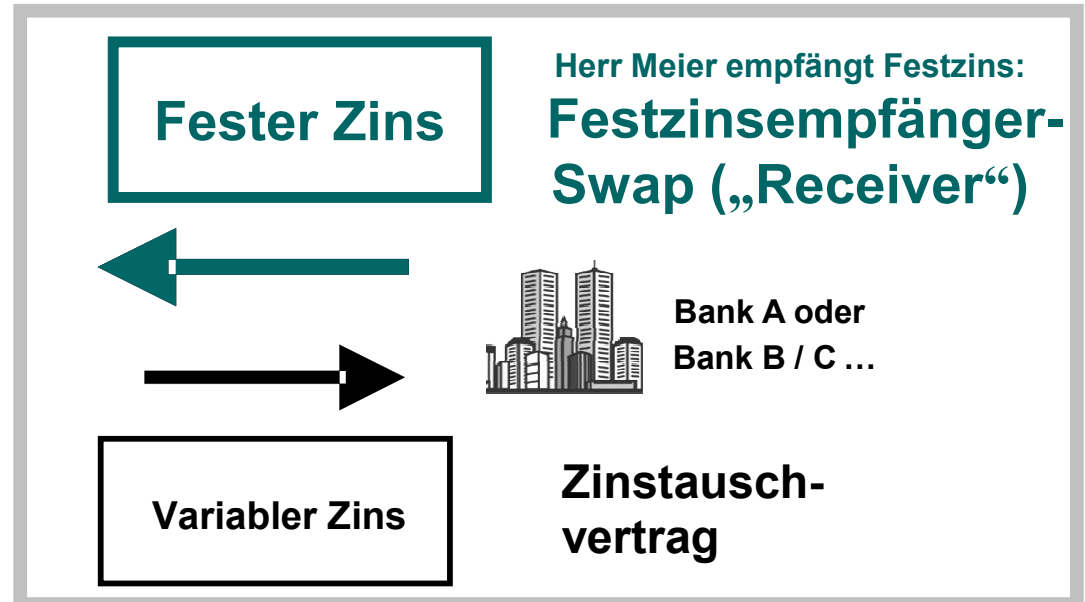 Fester Zins
Herr Meier empfängt Festzins:
Festzinsempfänger-
Swap („Receiver“)
Bank A oder
Bank B / C ...
Variabler Zins
Zinstausch-
vertrag